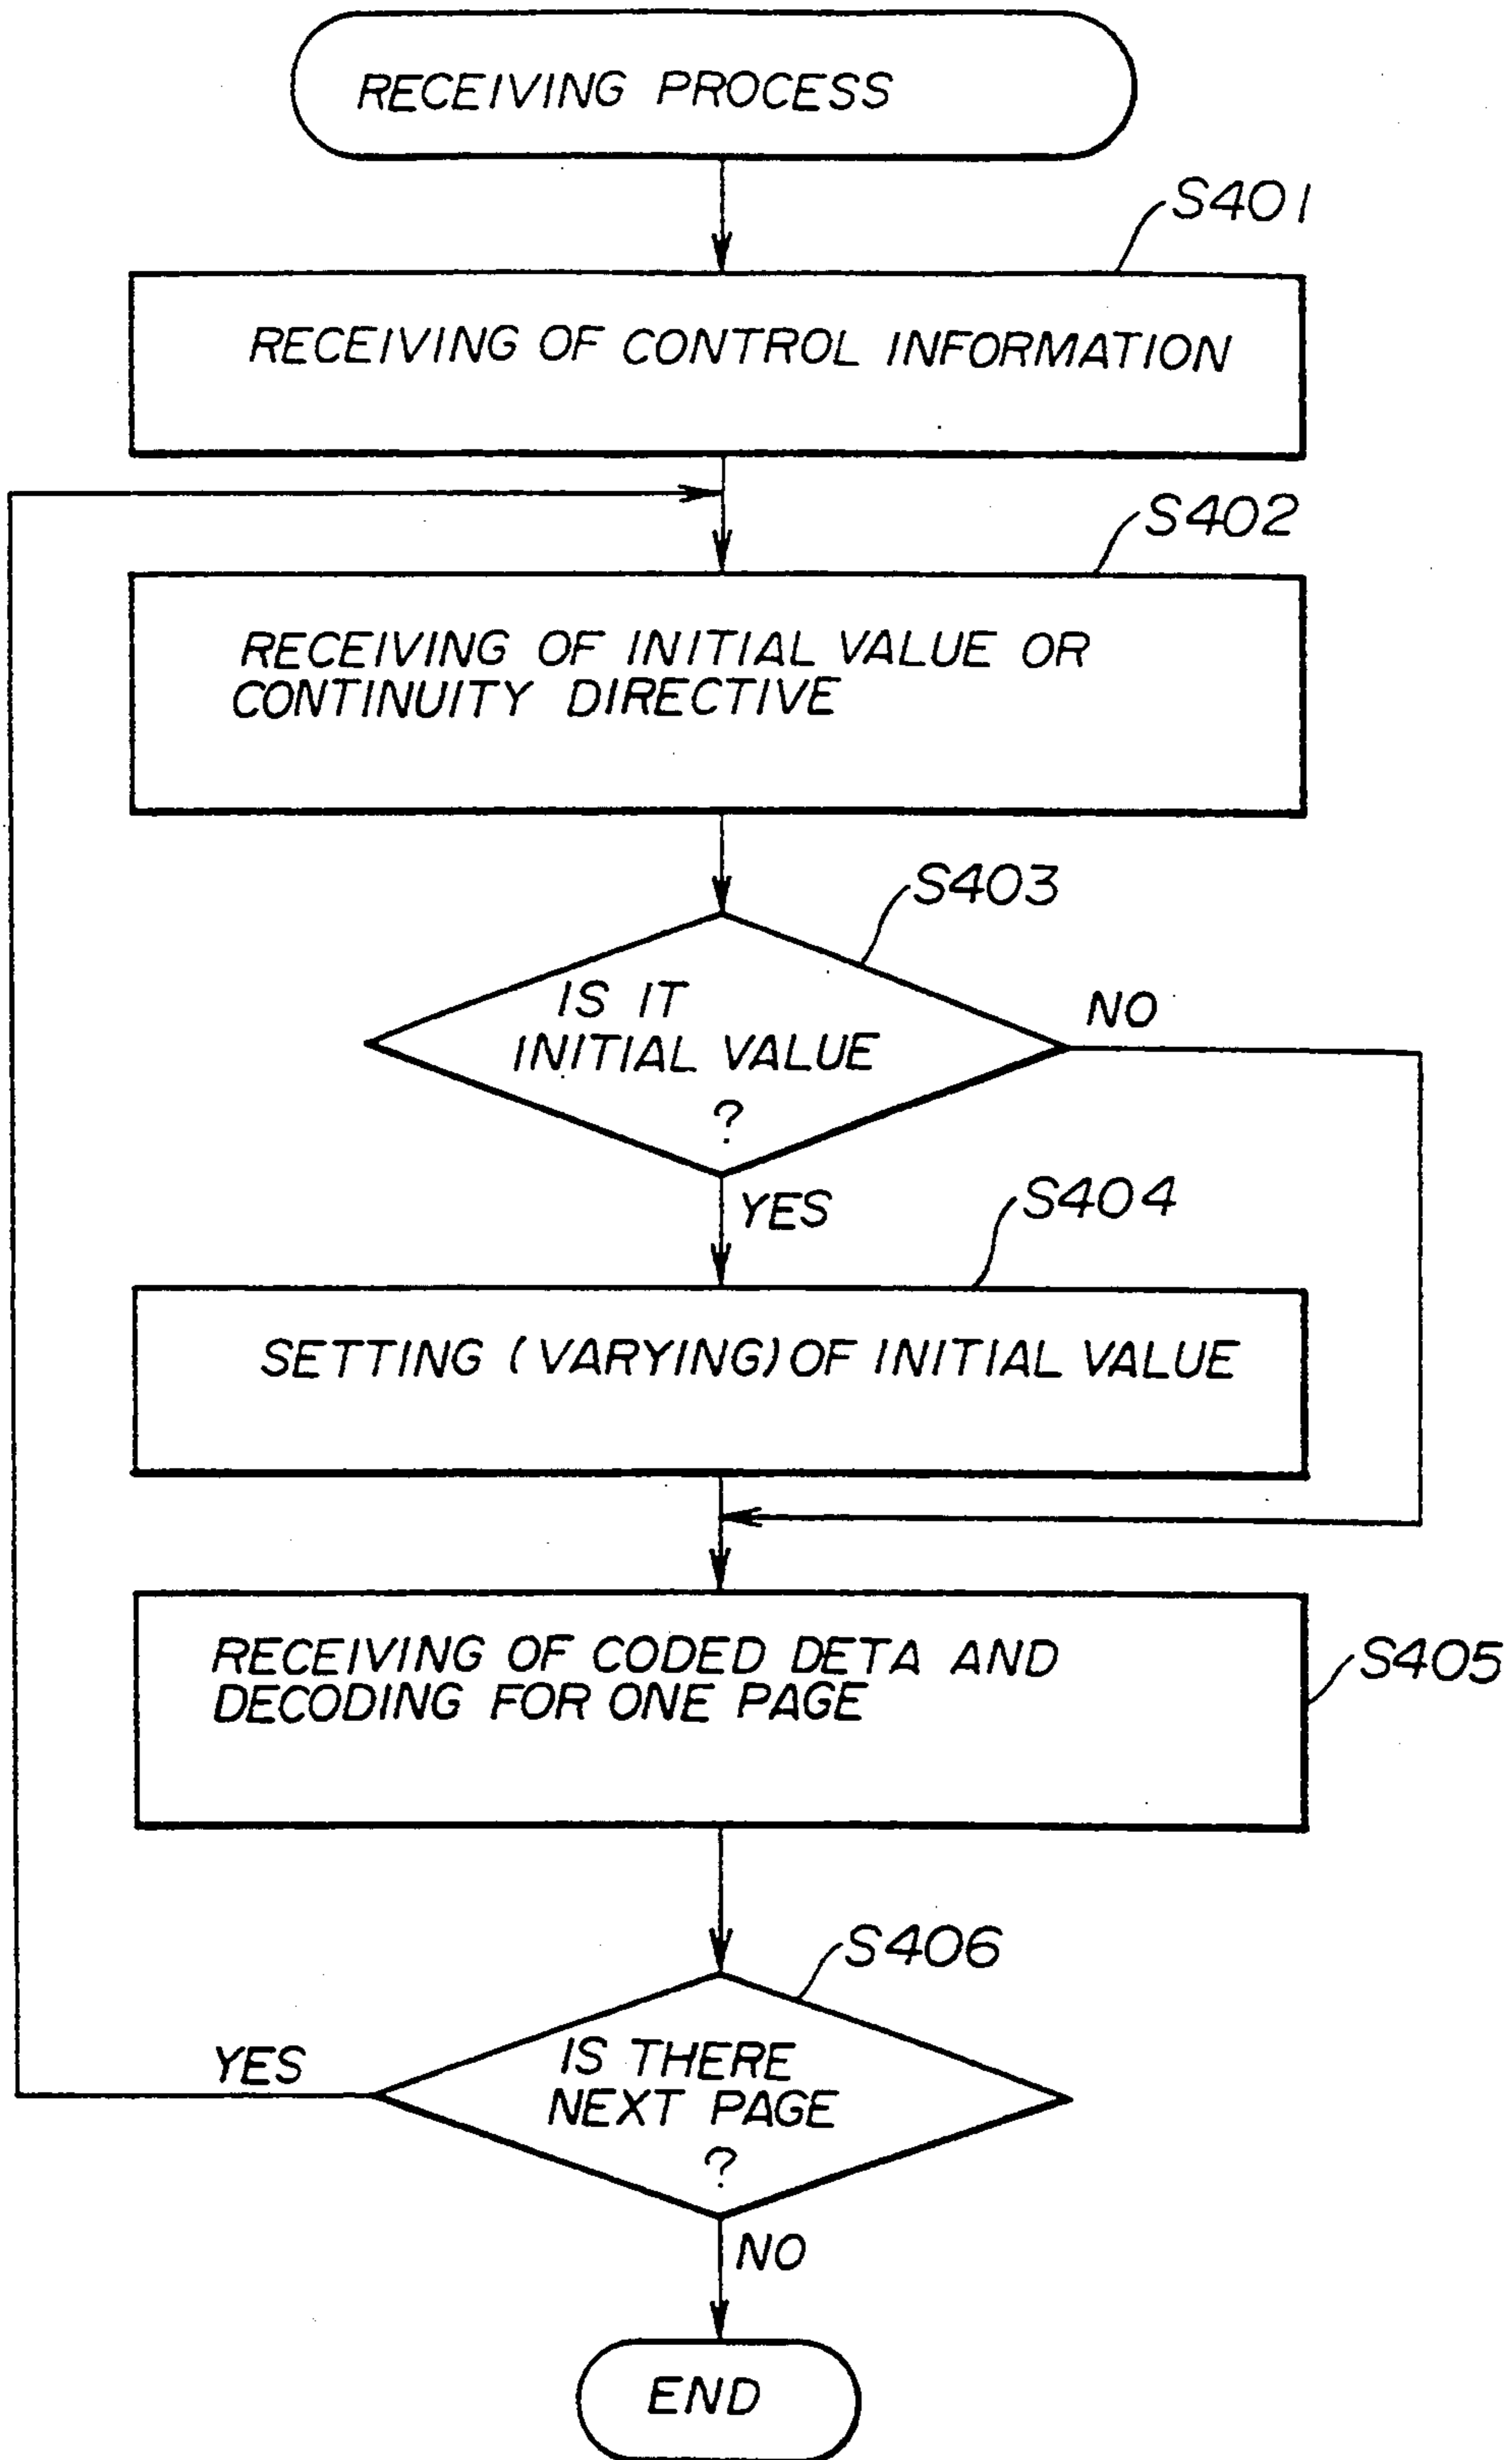 RECEIVING PROCESS
S401
RECEIVING OF CONTROL INFORMATION
S402
RECEIVING OF INITIAL VALUE OR
CONTINUITY DIRECTIVE
S403
IS IT
INITIAL VALUE
?
NO
YES
S404
SETTING (VARYING) OF INITIAL VALUE
RECEIVING OF CODED DETA AND
DECODING FOR ONE PAGE
S405
S406
YES
IS THERE
NEXT PAGE
?
NO
END